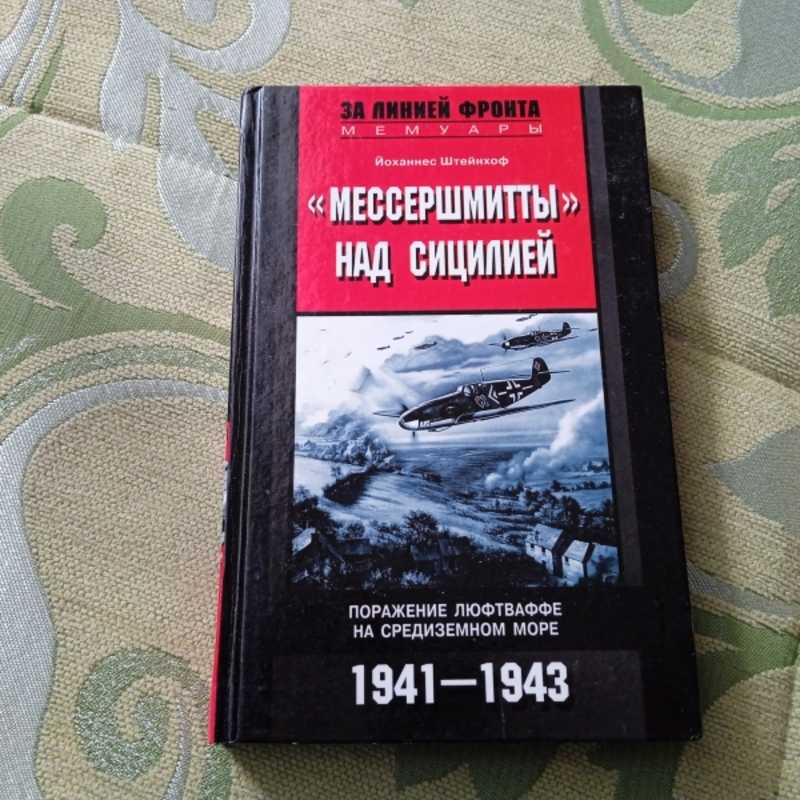 ЗА ЛИНИЕЙ ФРОНТА
МЕМУАРЫ
Йоханнес Штейнхоф
«МЕССЕРШМИТТЫ»
НАД СИЦИЛИЕЙ
ПОРАЖЕНИЕ ЛЮФТВАФФЕ
НА СРЕДИЗЕМНОМ МОРЕ
1941—1943